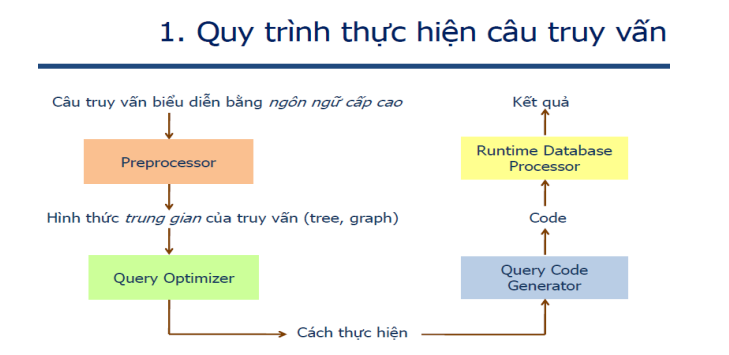 1. Quy trình thực hiện câu truy vấn
Câu truy vấn biểu diễn bằng ngôn ngữ cấp cao
Preprocessor
Hình thức trung gian của truy vấn (tree, graph)
Query Optimizer
Cách thực hiện
Query Code
Generator
Code
Runtime Database
Processor
Kết quả